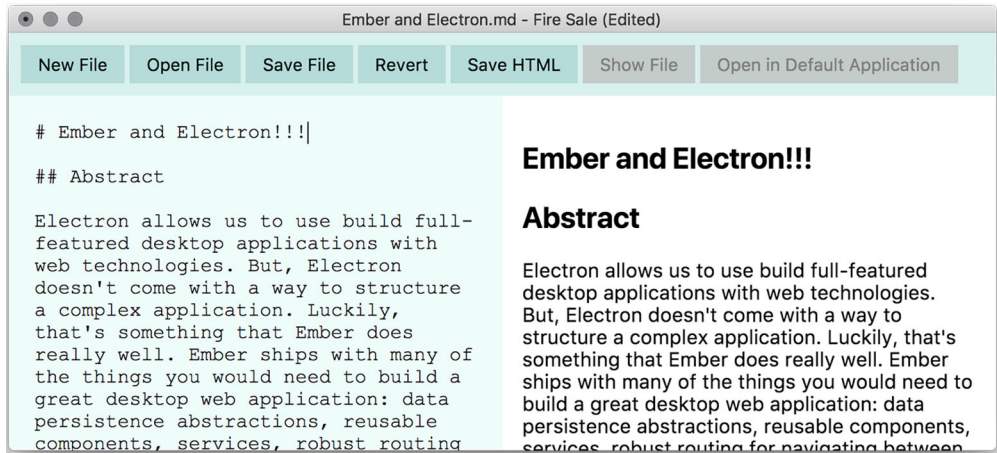 Ember and Electron.md - Fire Sale (Edited)
New File Open File Save File Revert Save HTML Show File Open in Default Application
# Ember and Electron!!!
## Abstract
Electron allows us to use build full-
featured desktop applications with
web technologies. But, Electron
doesn't come with a way to structure
a complex application. Luckily,
that's something that Ember does
really well. Ember ships with many of
the things you would need to build a
great desktop web application: data
persistence abstractions, reusable
components, services, robust routing
Ember and Electron!!!
Abstract
Electron allows us to use build full-featured
desktop applications with web technologies.
But, Electron doesn't come with a way to
structure a complex application. Luckily, that's
something that Ember does really well. Ember
ships with many of the things you would need to
build a great desktop web application: data
persistence abstractions, reusable components,
services, robust routing for navigating between